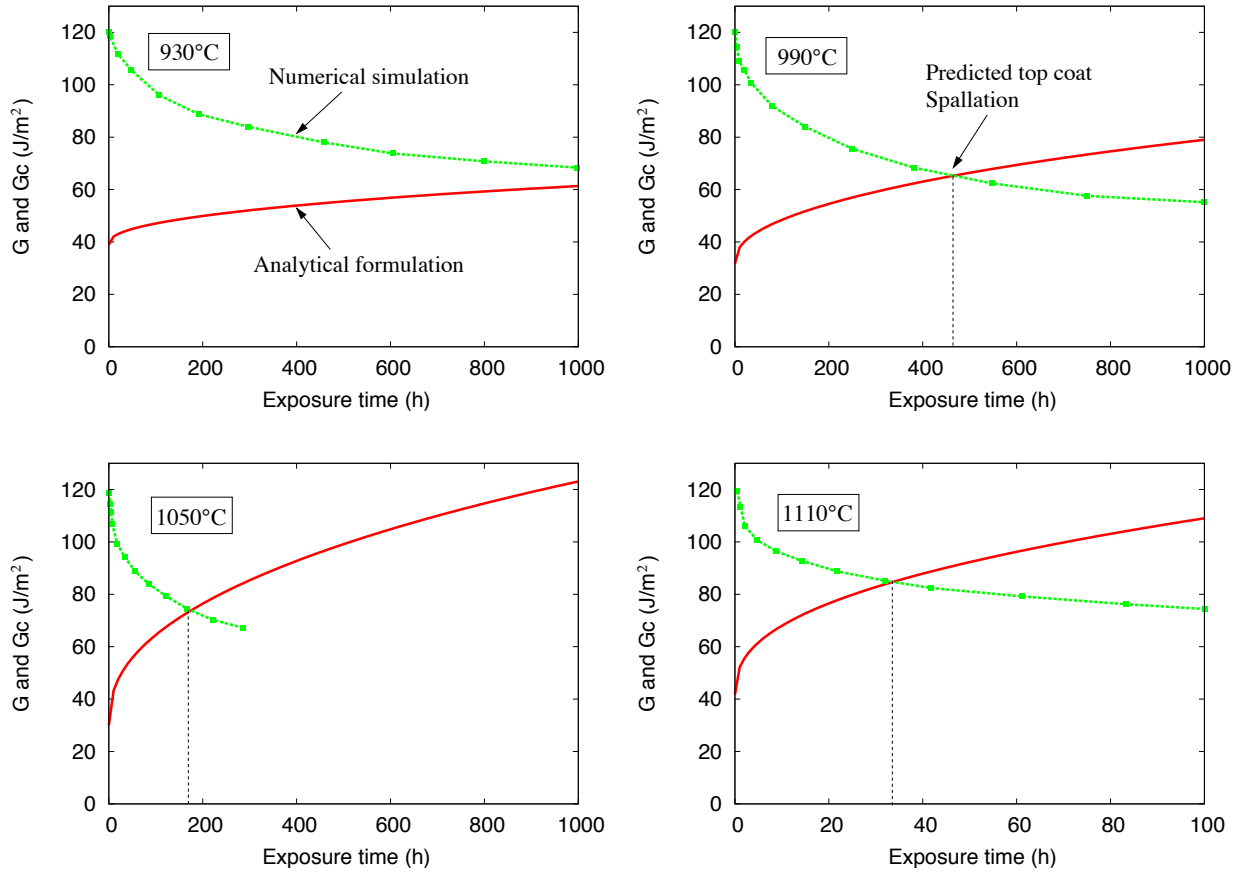 930°C
Numerical simulation
Analytical formulation
G and Gc (J/m²)
120
100
80
60
40
20
0
0 200 400 600 800 1000
Exposure time (h)
990°C
Predicted top coat
Spallation
G and Gc (J/m²)
120
100
80
60
40
20
0
0 200 400 600 800 1000
Exposure time (h)
1050°C
G and Gc (J/m²)
120
100
80
60
40
20
0
0 200 400 600 800 1000
Exposure time (h)
1110°C
G and Gc (J/m²)
120
100
80
60
40
20
0
0 20 40 60 80 100
Exposure time (h)